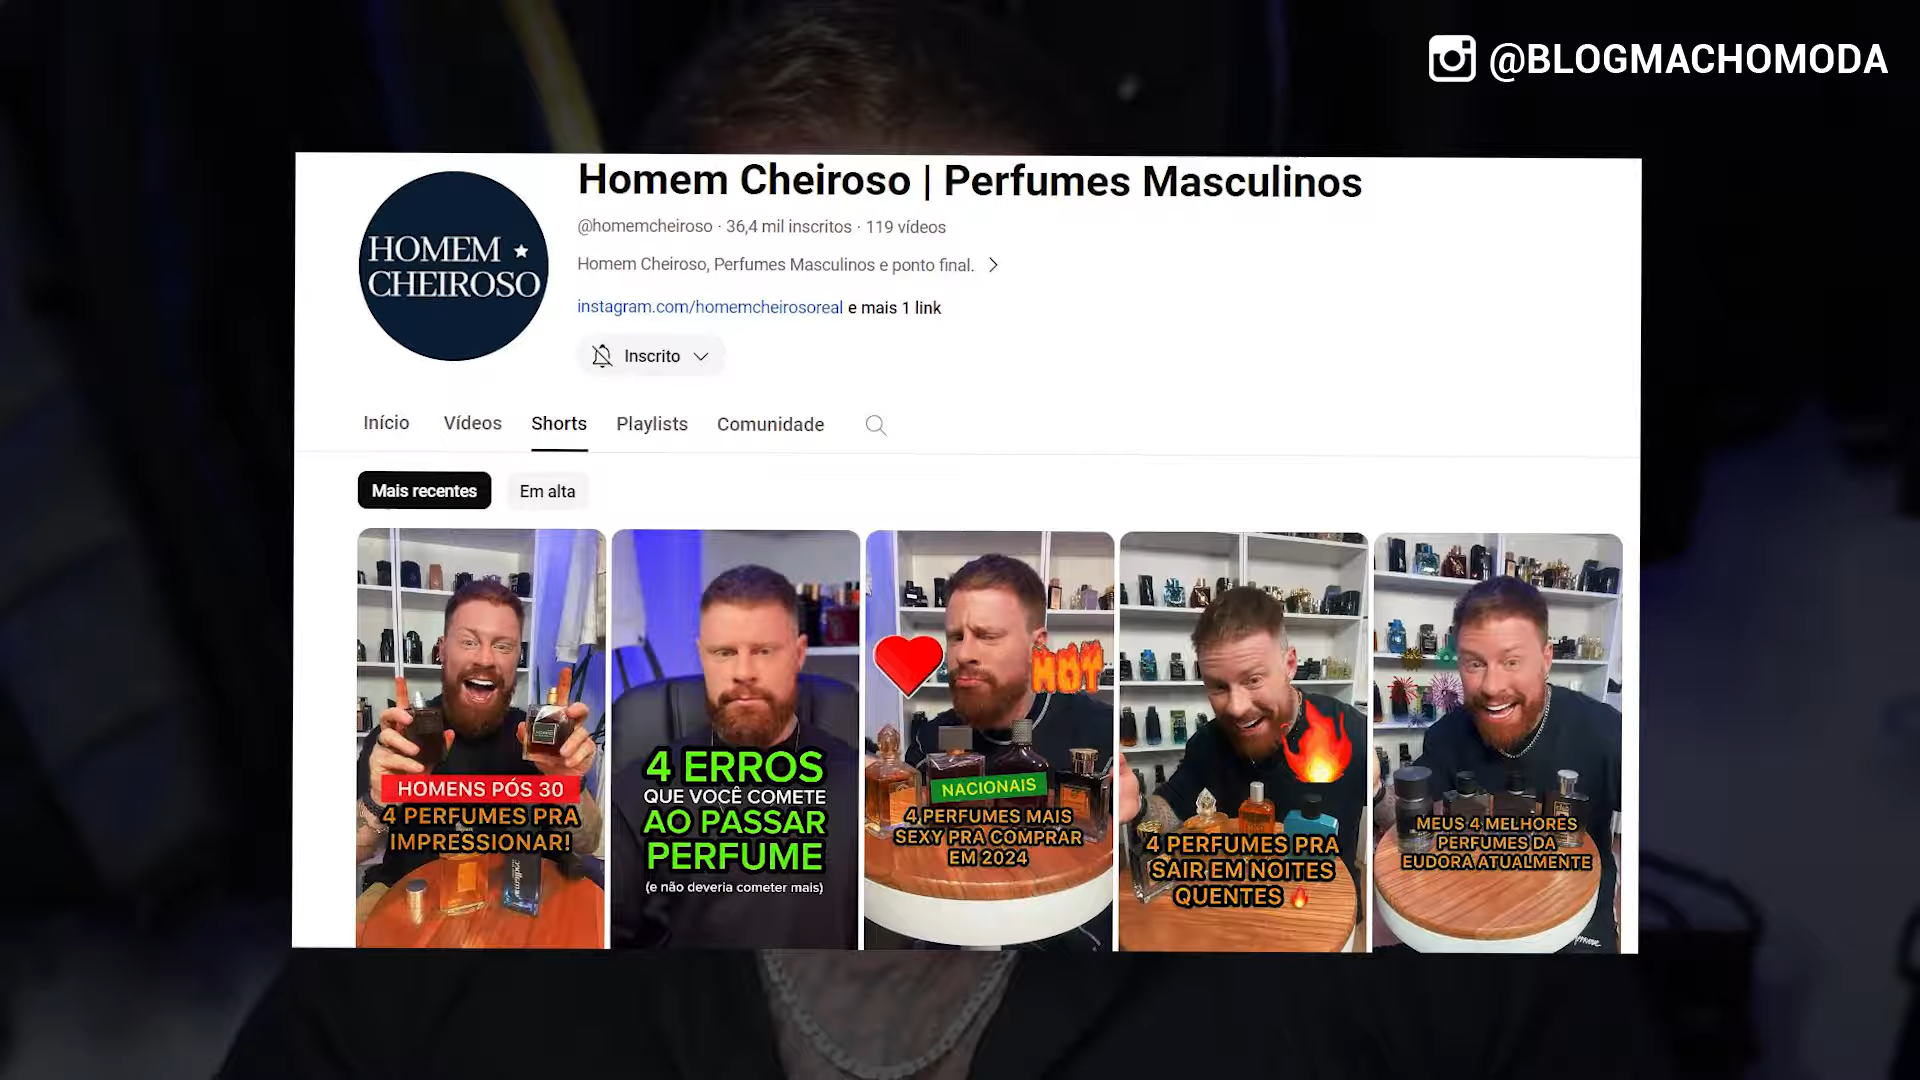 @BLOGMACHOMODA
Homem Cheiroso | Perfumes Masculinos
HOMEM
CHEIROSO
@homemcheiroso · 36,4 mil inscritos · 119 vídeos
Homem Cheiroso, Perfumes Masculinos e ponto final.
instagram.com/homemcheirosoreal e mais 1 link
Inscrito
Início Vídeos Shorts Playlists Comunidade
Mais recentes Em alta
HOMENS PÓS 30
4 PERFUMES PRA
IMPRESSIONAR!
4 ERROS
QUE VOCÊ COMETE
AO PASSAR
PERFUME
(e não deveria cometer mais)
HOT
NACIONAIS
4 PERFUMES MAIS
SEXY PRA COMPRAR
EM 2024
4 PERFUMES PRA
SAIR EM NOITES
QUENTES
MEUS 4 MELHORES
PERFUMES DA
EUDORA ATUALMENTE